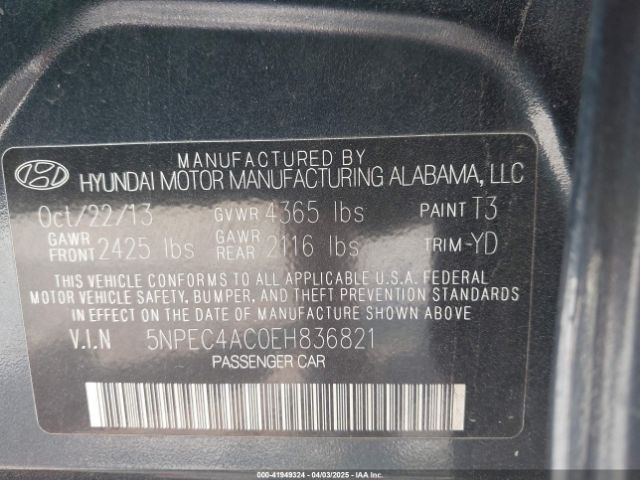 MANUFACTURED BY
HYUNDAI MOTOR MANUFACTURING ALABAMA, LLC
Oct/22/13 GVWR 4365 lbs PAINT T3
GAWR FRONT 2425 lbs GAWR REAR 2116 lbs TRIM-YD
THIS VEHICLE CONFORMS TO ALL APPLICABLE U.S.A. FEDERAL
MOTOR VEHICLE SAFETY, BUMPER, AND THEFT PREVENTION STANDARDS
IN EFFECT ON THE DATE OF MANUFACTURE SHOWN ABOVE.
V.I.N 5NPEC4AC0EH836821
PASSENGER CAR
000-41949324 - 04/03/2025 - IAAI.COM